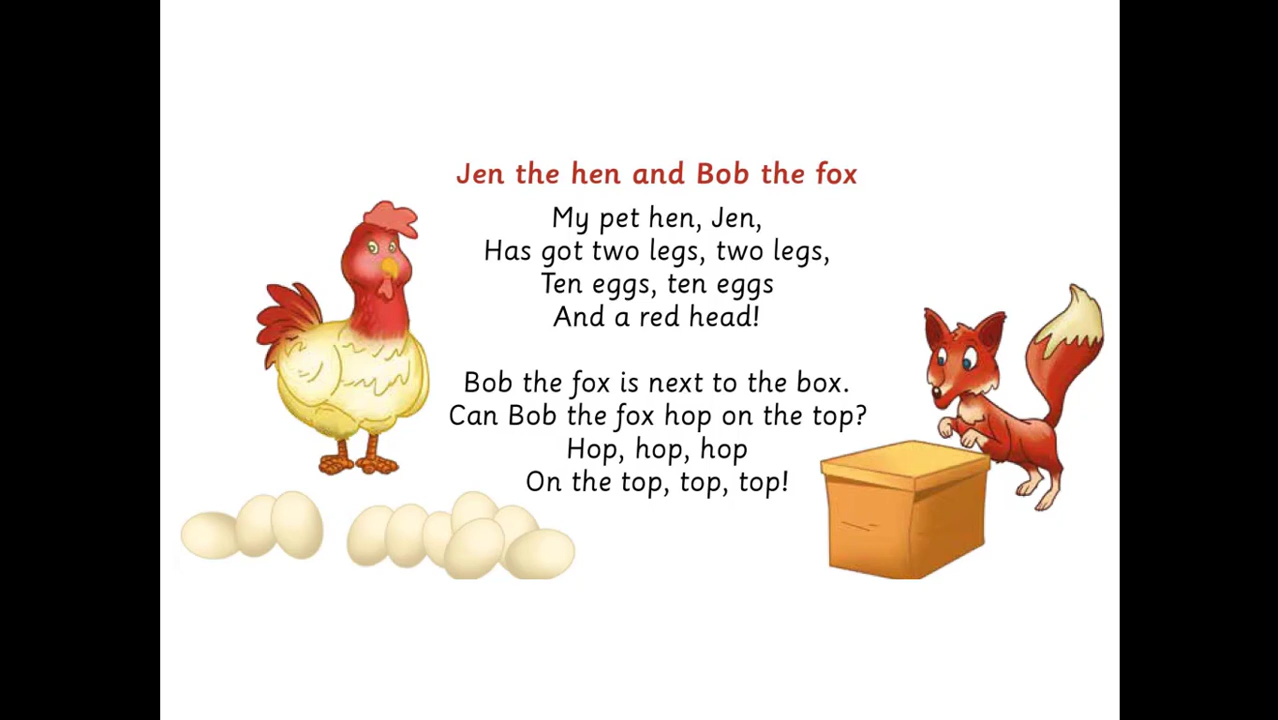 Jen the hen and Bob the fox
My pet hen, Jen,
Has got two legs, two legs,
Ten eggs, ten eggs
And a red head!
Bob the fox is next to the box.
Can Bob the fox hop on the top?
Hop, hop, hop
On the top, top, top!